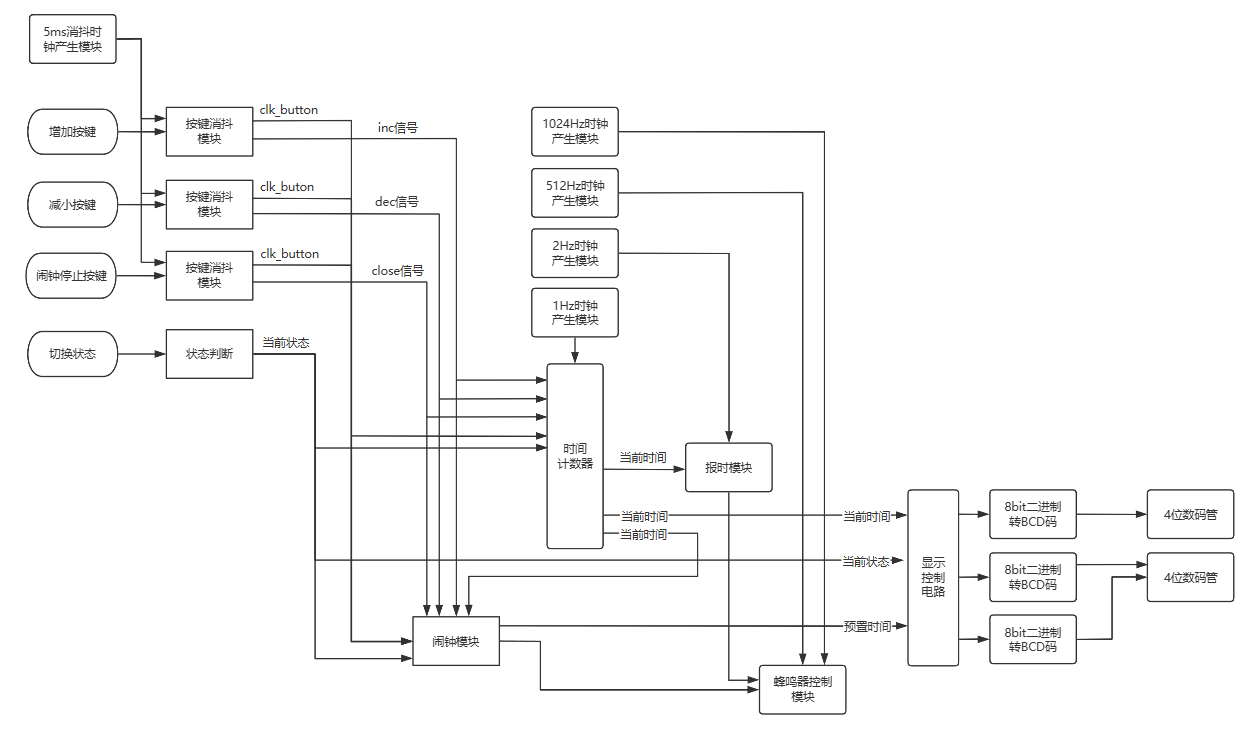 5ms消抖时
钟产生模块
增加按键
按键消抖
模块
clk_button
inc信号
减小按键
按键消抖
模块
clk_buton
dec信号
闹钟停止按键
按键消抖
模块
clk_button
close信号
切换状态
状态判断
当前状态
1024Hz时钟
产生模块
512Hz时钟
产生模块
2Hz时钟
产生模块
1Hz时钟
产生模块
时间
计数器
当前时间
报时模块
当前时间
当前时间
当前时间
当前状态
预置时间
闹钟模块
蜂鸣器控制
模块
显示
控制
电路
8bit二进制
转BCD码
4位数码管
8bit二进制
转BCD码
4位数码管
8bit二进制
转BCD码